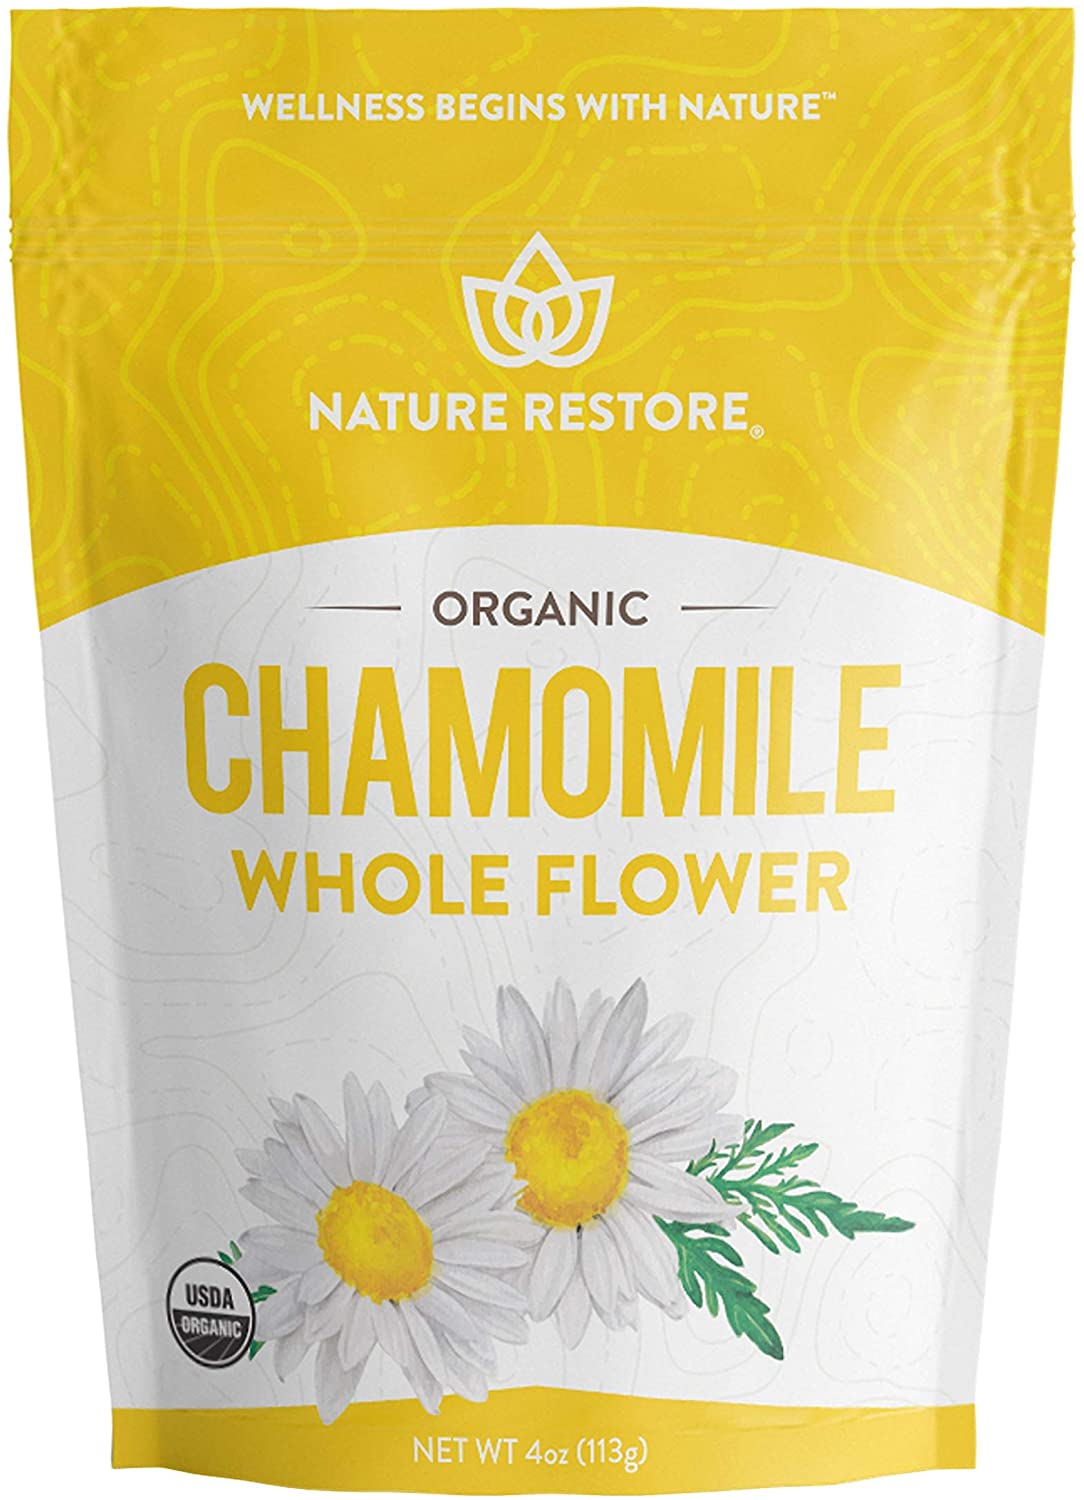 WELLNESS BEGINS WITH NATURE™
NATURE RESTORE®
ORGANIC
CHAMOMILE
WHOLE FLOWER
USDA
ORGANIC
NET WT 4oz (113g)